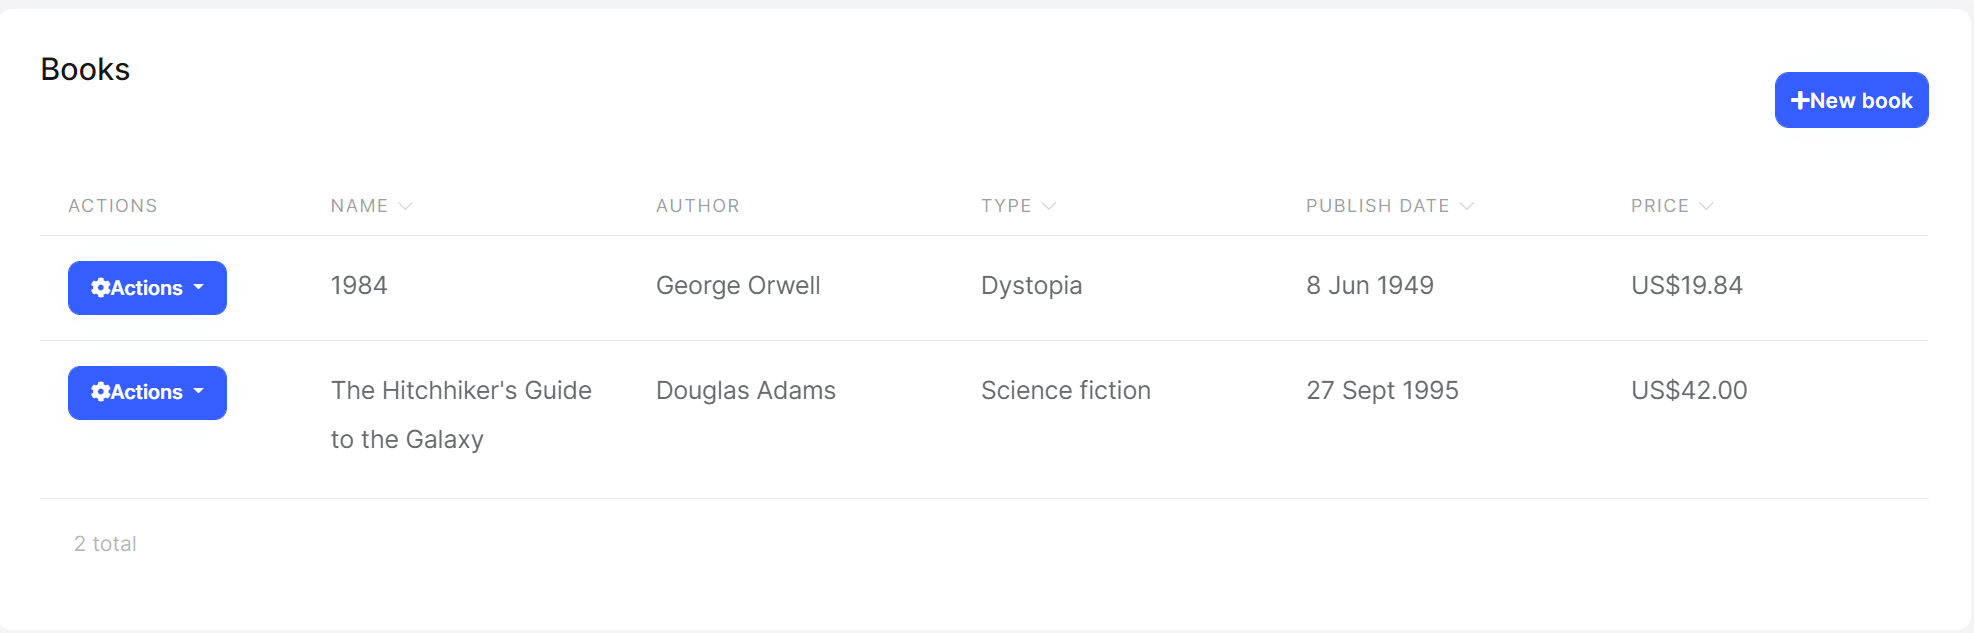 Books
New book
ACTIONS NAME AUTHOR TYPE PUBLISH DATE PRICE
Actions 1984 George Orwell Dystopia 8 Jun 1949 US$19.84
Actions The Hitchhiker's Guide Douglas Adams Science fiction 27 Sept 1995 US$42.00
to the Galaxy
2 total